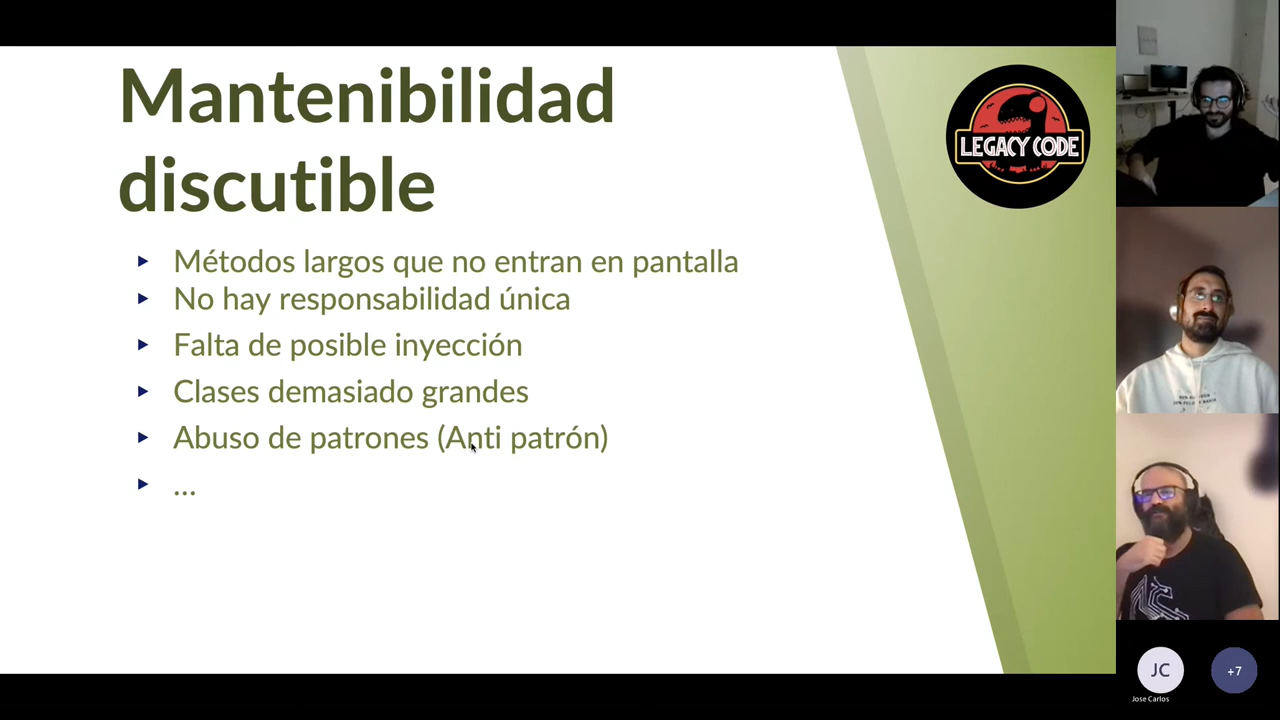 Mantenibilidad
discutible
LEGACY CODE
Métodos largos que no entran en pantalla
No hay responsabilidad única
Falta de posible inyección
Clases demasiado grandes
Abuso de patrones (Anti patrón)
...
JC
+7
Jose Carlos